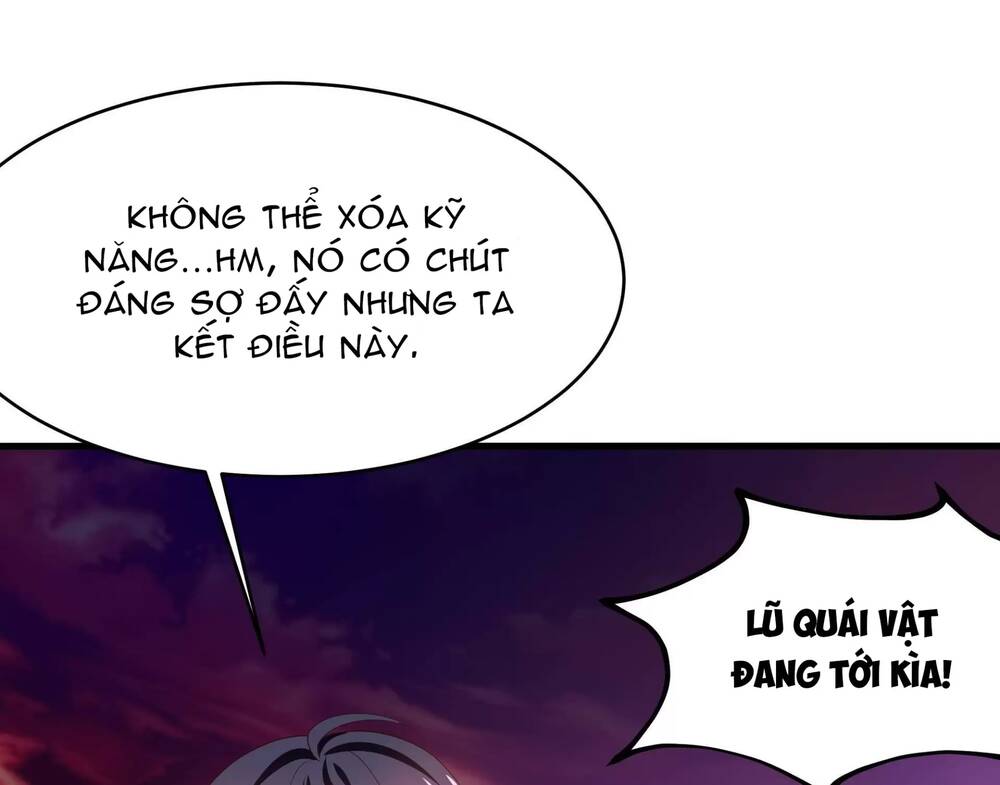 KHÔNG THỂ XÓA KỸ
NĂNG...HM, NÓ CÓ CHÚT
ĐÁNG SỢ ĐẤY NHƯNG TA
KẾT ĐIỀU NÀY.
LŨ QUÁI VẬT
ĐANG TỚI KÌA!